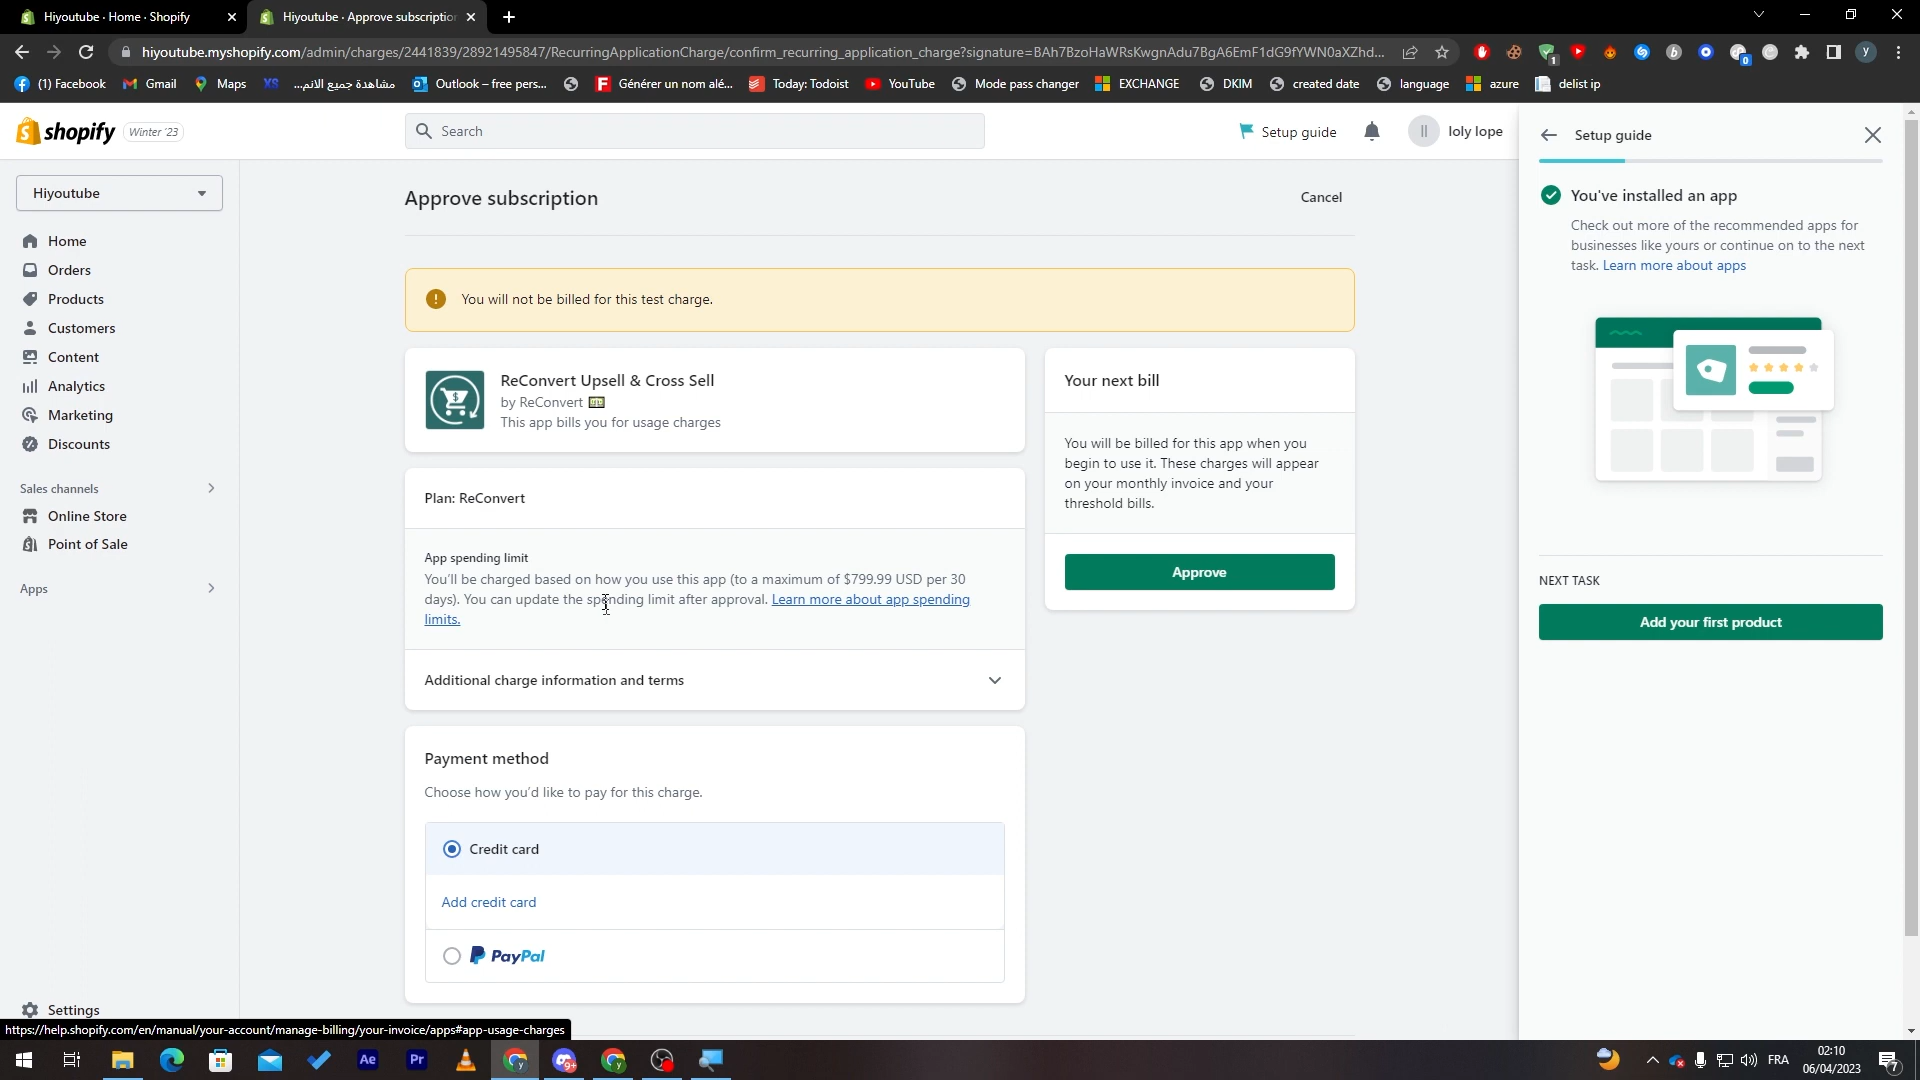 Hiyoutube · Home · Shopify
Hiyoutube · Approve subscription
hiyoutube.myshopify.com/admin/charges/2441839/28921495847/RecurringApplicationCharge/confirm_recurring_application_charge?signature=BAh7BzoHaWRsKwgnAdu7BgA6EmF1dG9fYWN0aXZhd...
(1) Facebook
Gmail
Maps
XS
مشاهدة جميع الانم...
Outlook – free pers...
Générer un nom alé...
Today: Todoist
YouTube
Mode pass changer
EXCHANGE
DKIM
created date
language
azure
delist ip
shopify
Winter '23
Search
Setup guide
ll
loly lope
Setup guide
Hiyoutube
Home
Orders
Products
Customers
Content
Analytics
Marketing
Discounts
Sales channels
Online Store
Point of Sale
Apps
Settings
Approve subscription
Cancel
You will not be billed for this test charge.
ReConvert Upsell & Cross Sell
by ReConvert
This app bills you for usage charges
Plan: ReConvert
App spending limit
You'll be charged based on how you use this app (to a maximum of $799.99 USD per 30
days). You can update the spending limit after approval. Learn more about app spending
limits.
Additional charge information and terms
Payment method
Choose how you'd like to pay for this charge.
Credit card
Add credit card
PayPal
Your next bill
You will be billed for this app when you
begin to use it. These charges will appear
on your monthly invoice and your
threshold bills.
Approve
You've installed an app
Check out more of the recommended apps for
businesses like yours or continue on to the next
task. Learn more about apps
NEXT TASK
Add your first product
https://help.shopify.com/en/manual/your-account/manage-billing/your-invoice/apps#app-usage-charges
Ae
Pr
FRA
02:10
06/04/2023
7